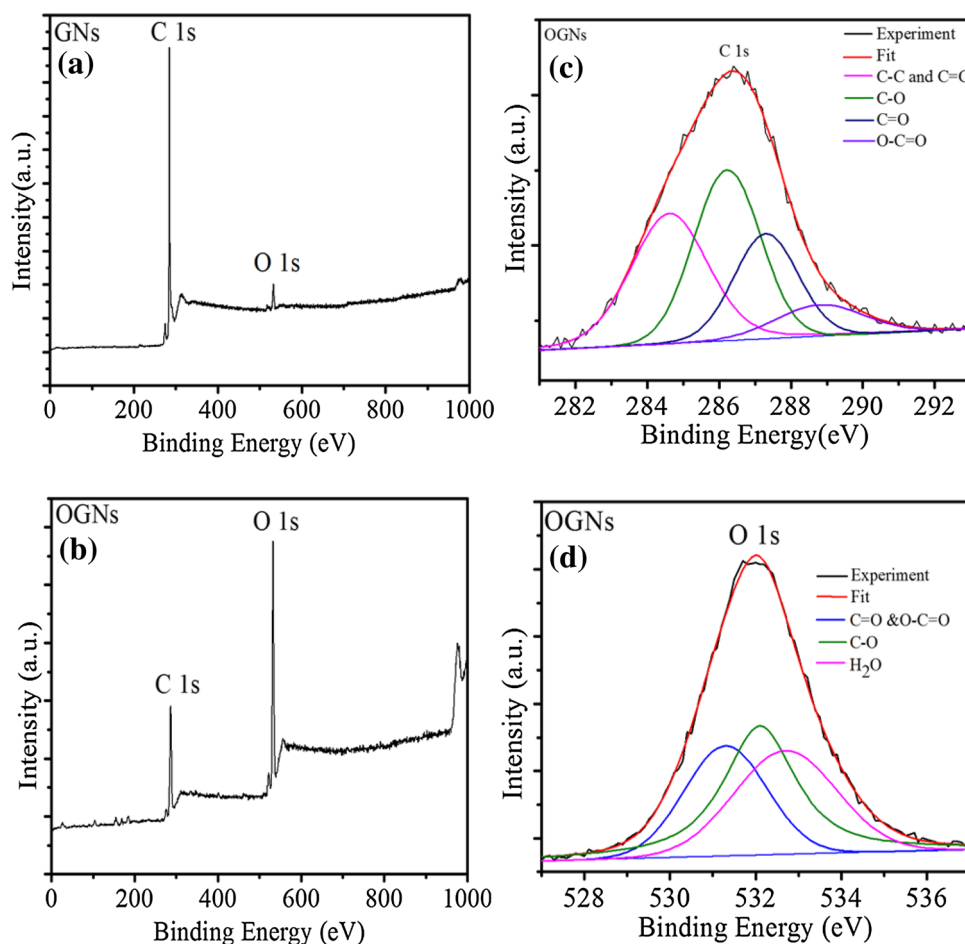 GNs
C 1s
(a)
O 1s
Intensity(a.u.)
0 200 400 600 800 1000
Binding Energy (eV)
OGNs
(c)
C 1s
Experiment
Fit
C-C and C=O
C-O
C=O
O-C=O
Intensity (a.u.)
282 284 286 288 290 292
Binding Energy(eV)
OGNs
(b)
O 1s
C 1s
Intensity (a.u.)
0 200 400 600 800 1000
Binding Energy (eV)
OGNs
(d)
O 1s
Experiment
Fit
C=O &O-C=O
C-O
H₂O
Intensity (a.u.)
528 530 532 534 536
Binding Energy (eV)